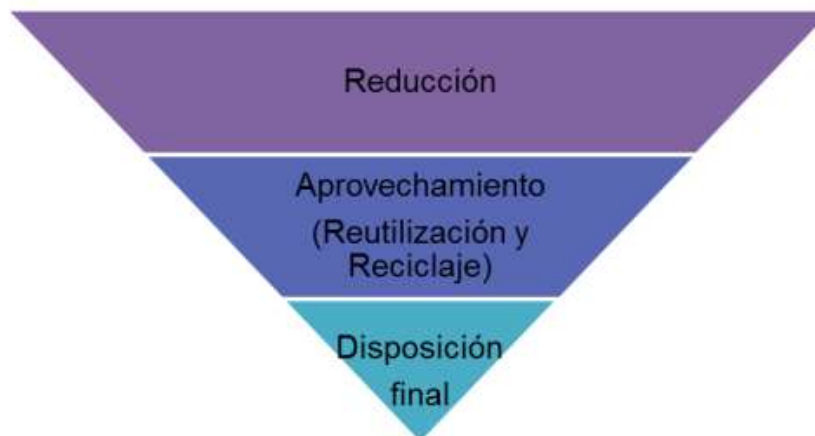 Reducción
Aprovechamiento
(Reutilización y
Reciclaje)
Disposición
final